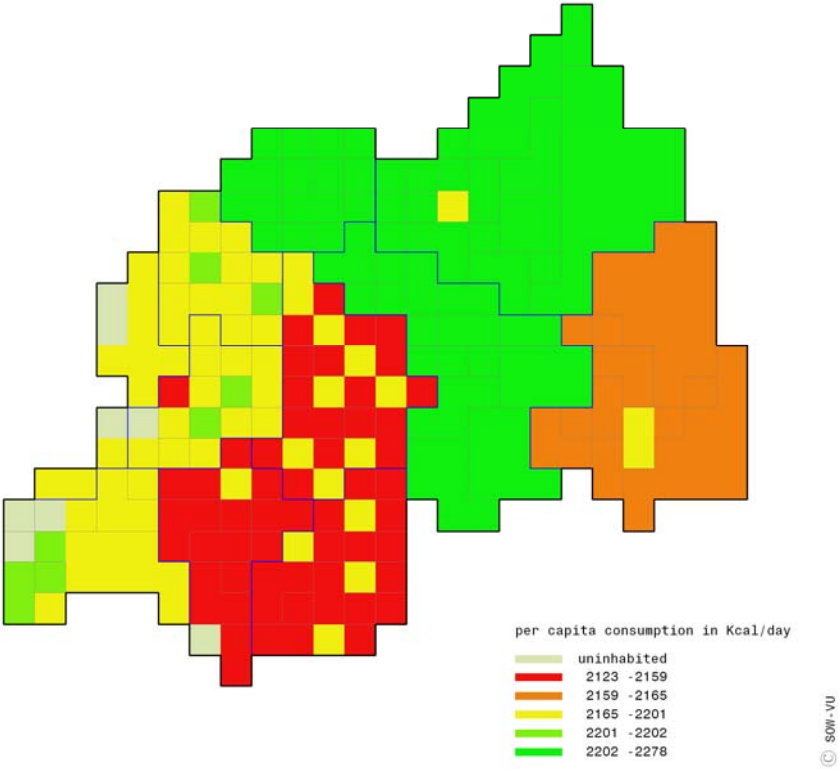 per capita consumption in Kcal/day
uninhabited
2123 -2159
2159 -2165
2165 -2201
2201 -2202
2202 -2278
© SOW-VU